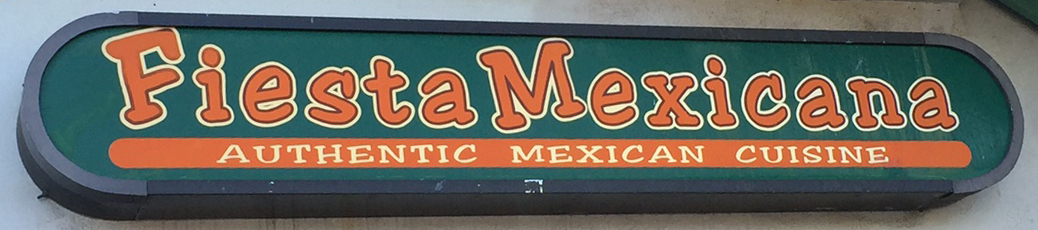 Fiesta Mexicana
AUTHENTIC MEXICAN CUISINE